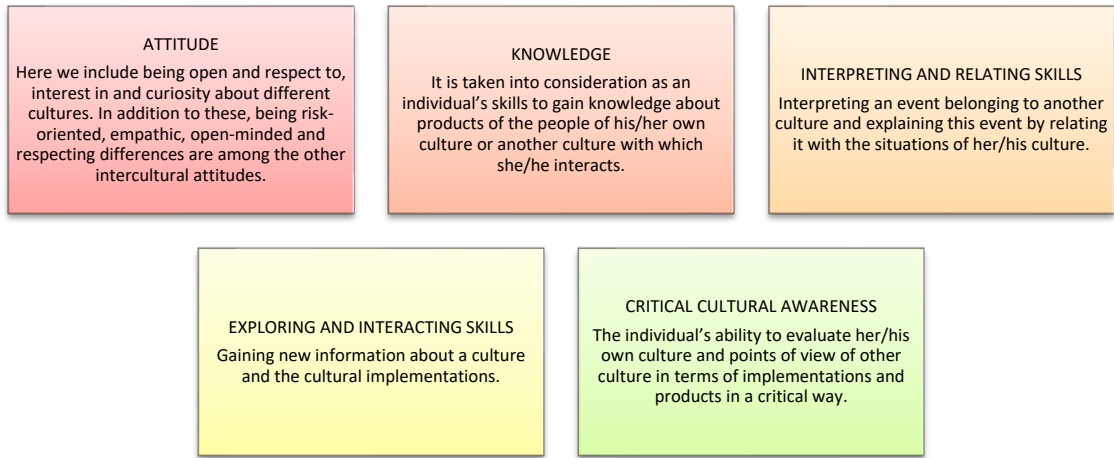 ATTITUDE
Here we include being open and respect to,
interest in and curiosity about different
cultures. In addition to these, being risk-
oriented, empathic, open-minded and
respecting differences are among the other
intercultural attitudes.
KNOWLEDGE
It is taken into consideration as an
individual's skills to gain knowledge about
products of the people of his/her own
culture or another culture with which
she/he interacts.
INTERPRETING AND RELATING SKILLS
Interpreting an event belonging to another
culture and explaining this event by relating
it with the situations of her/his culture.
EXPLORING AND INTERACTING SKILLS
Gaining new information about a culture
and the cultural implementations.
CRITICAL CULTURAL AWARENESS
The individual's ability to evaluate her/his
own culture and points of view of other
culture in terms of implementations and
products in a critical way.